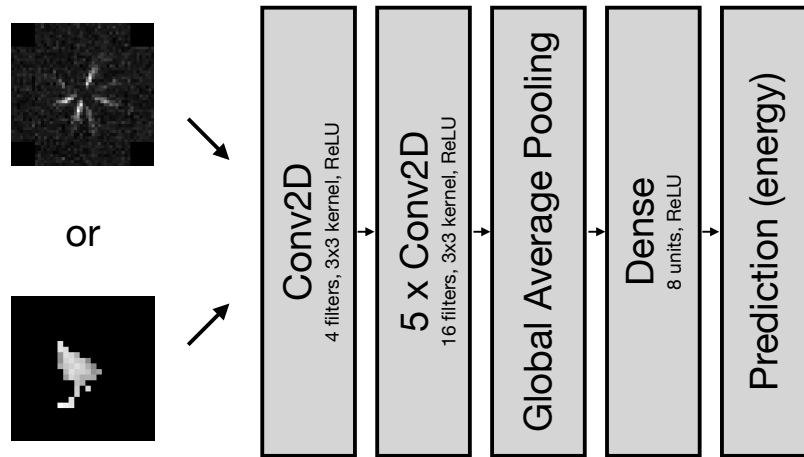 or
Conv2D
4 filters, 3x3 kernel, ReLU
5 x Conv2D
16 filters, 3x3 kernel, ReLU
Global Average Pooling
Dense
8 units, ReLU
Prediction (energy)